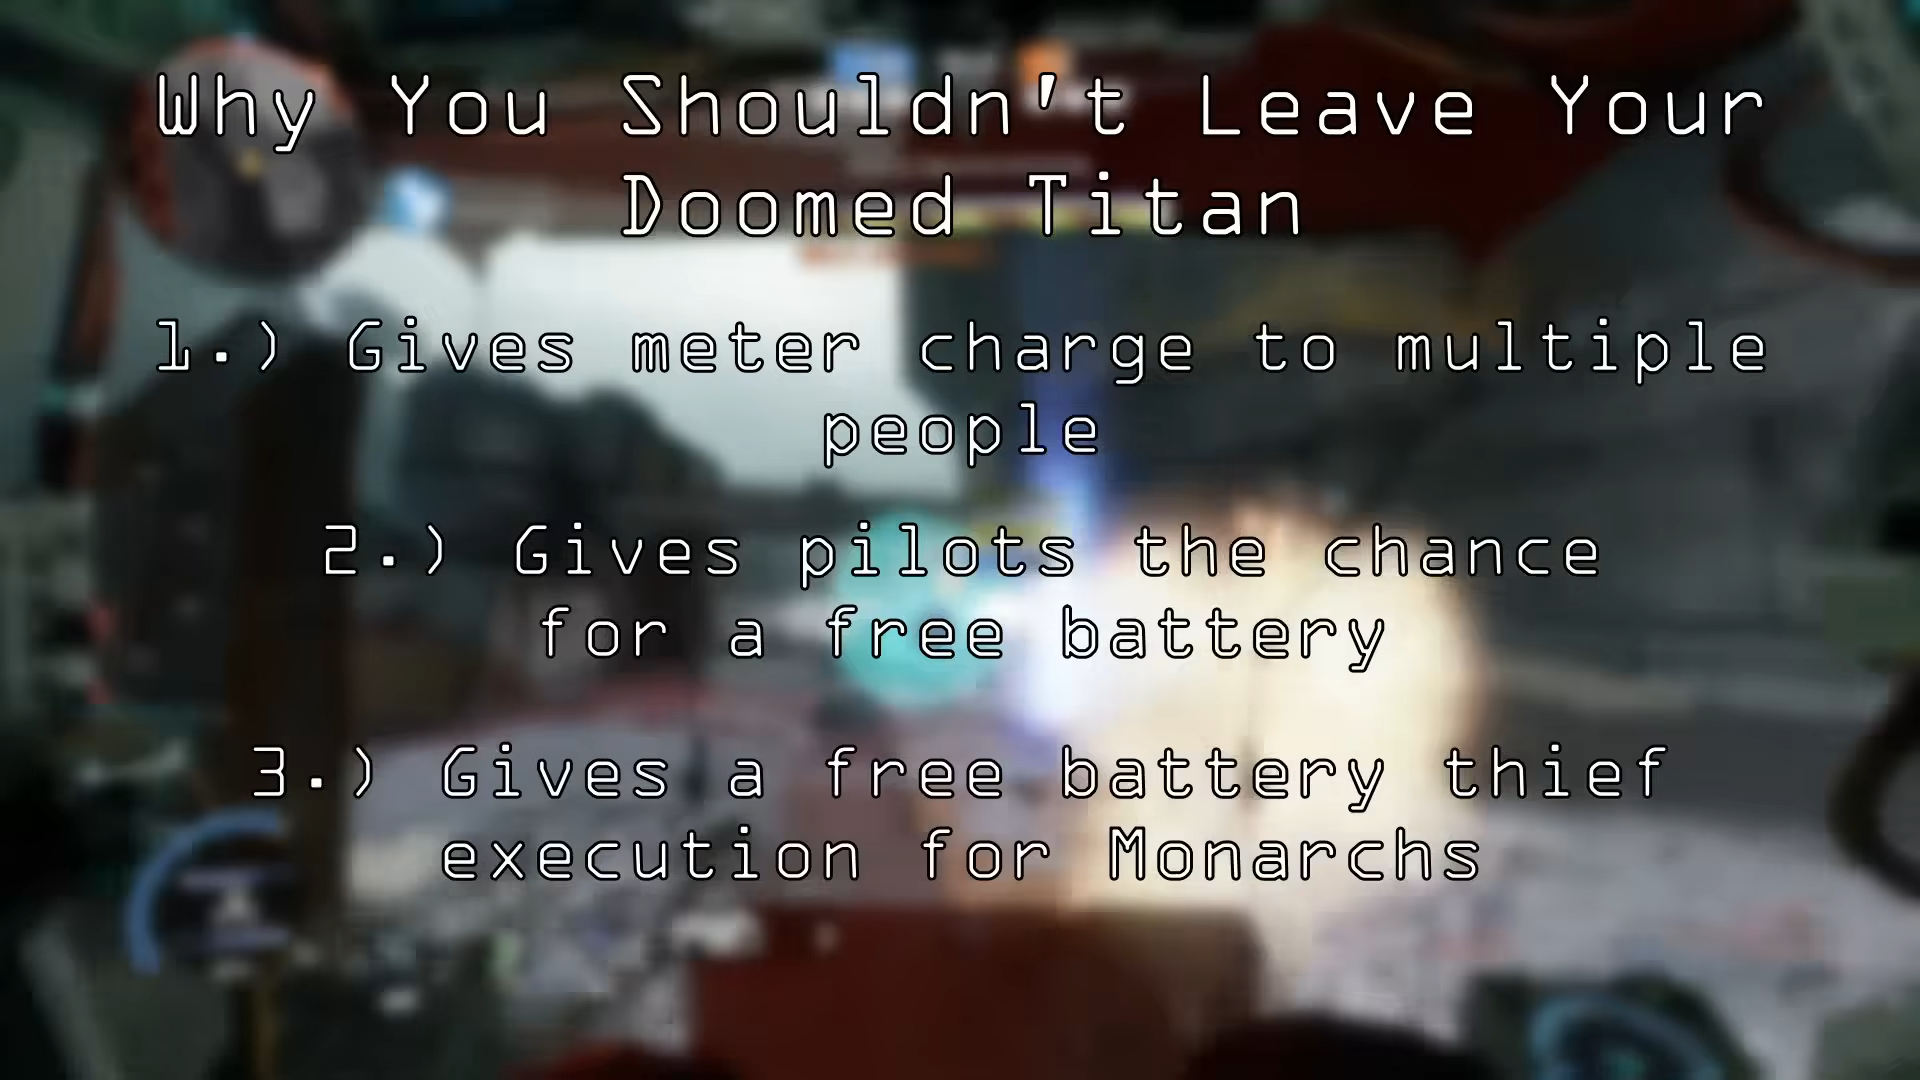 Why You Shouldn't Leave Your
Doomed Titan
1.) Gives meter charge to multiple
people
2.) Gives pilots the chance
for a free battery
3.) Gives a free battery thief
execution for Monarchs